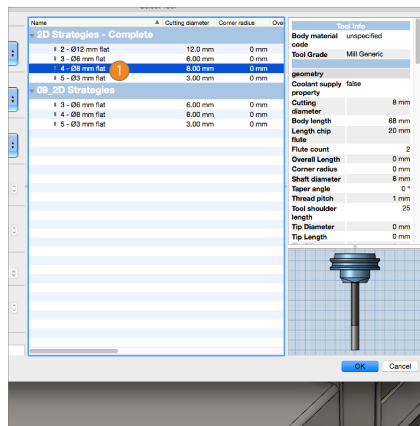 Name Cutting diameter Corner radius Ove
2D Strategies - Complete
2 - Ø12 mm flat 12.0 mm 0 mm
3 - Ø6 mm flat 6.00 mm 0 mm
4 - Ø8 mm flat 8.00 mm 0 mm
1
5 - Ø3 mm flat 3.00 mm 0 mm
09_2D Strategies
3 - Ø6 mm flat 6.00 mm 0 mm
4 - Ø8 mm flat 8.00 mm 0 mm
5 - Ø3 mm flat 3.00 mm 0 mm
Tool Info
Body material unspecified
code
Tool Grade Mill Generic
geometry
Coolant supply false
property
Cutting 8 mm
diameter
Body length 68 mm
Length chip 20 mm
flute
Flute count 2
Overall Length 0 mm
Corner radius 0 mm
Shaft diameter 8 mm
Taper angle 0 °
Thread pitch 1 mm
Tool shoulder 25
length
Tip Diameter 0 mm
Tip Length 0 mm
OK Cancel